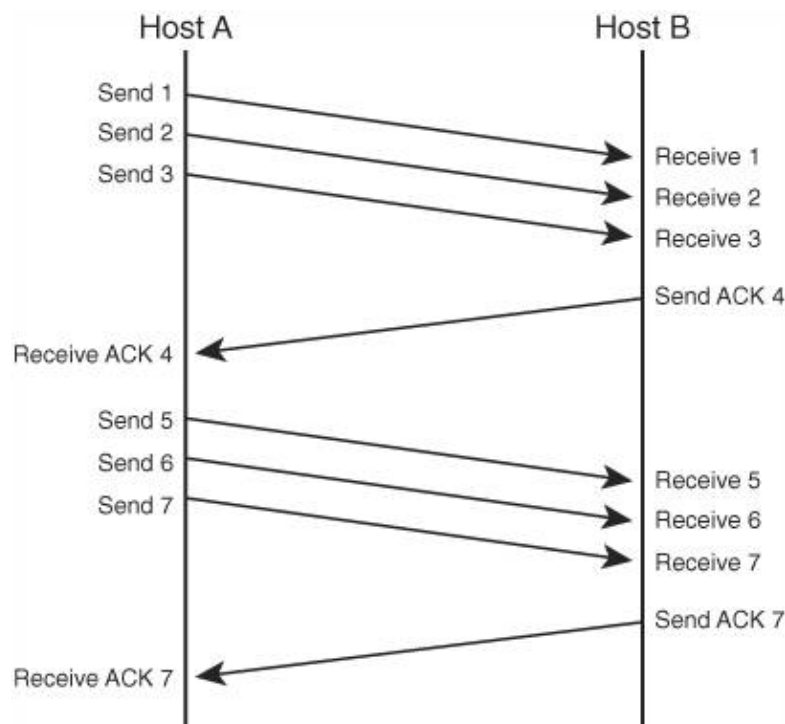 Host A
Host B
Send 1
Send 2
Send 3
Receive 1
Receive 2
Receive 3
Send ACK 4
Receive ACK 4
Send 5
Send 6
Send 7
Receive 5
Receive 6
Receive 7
Send ACK 7
Receive ACK 7